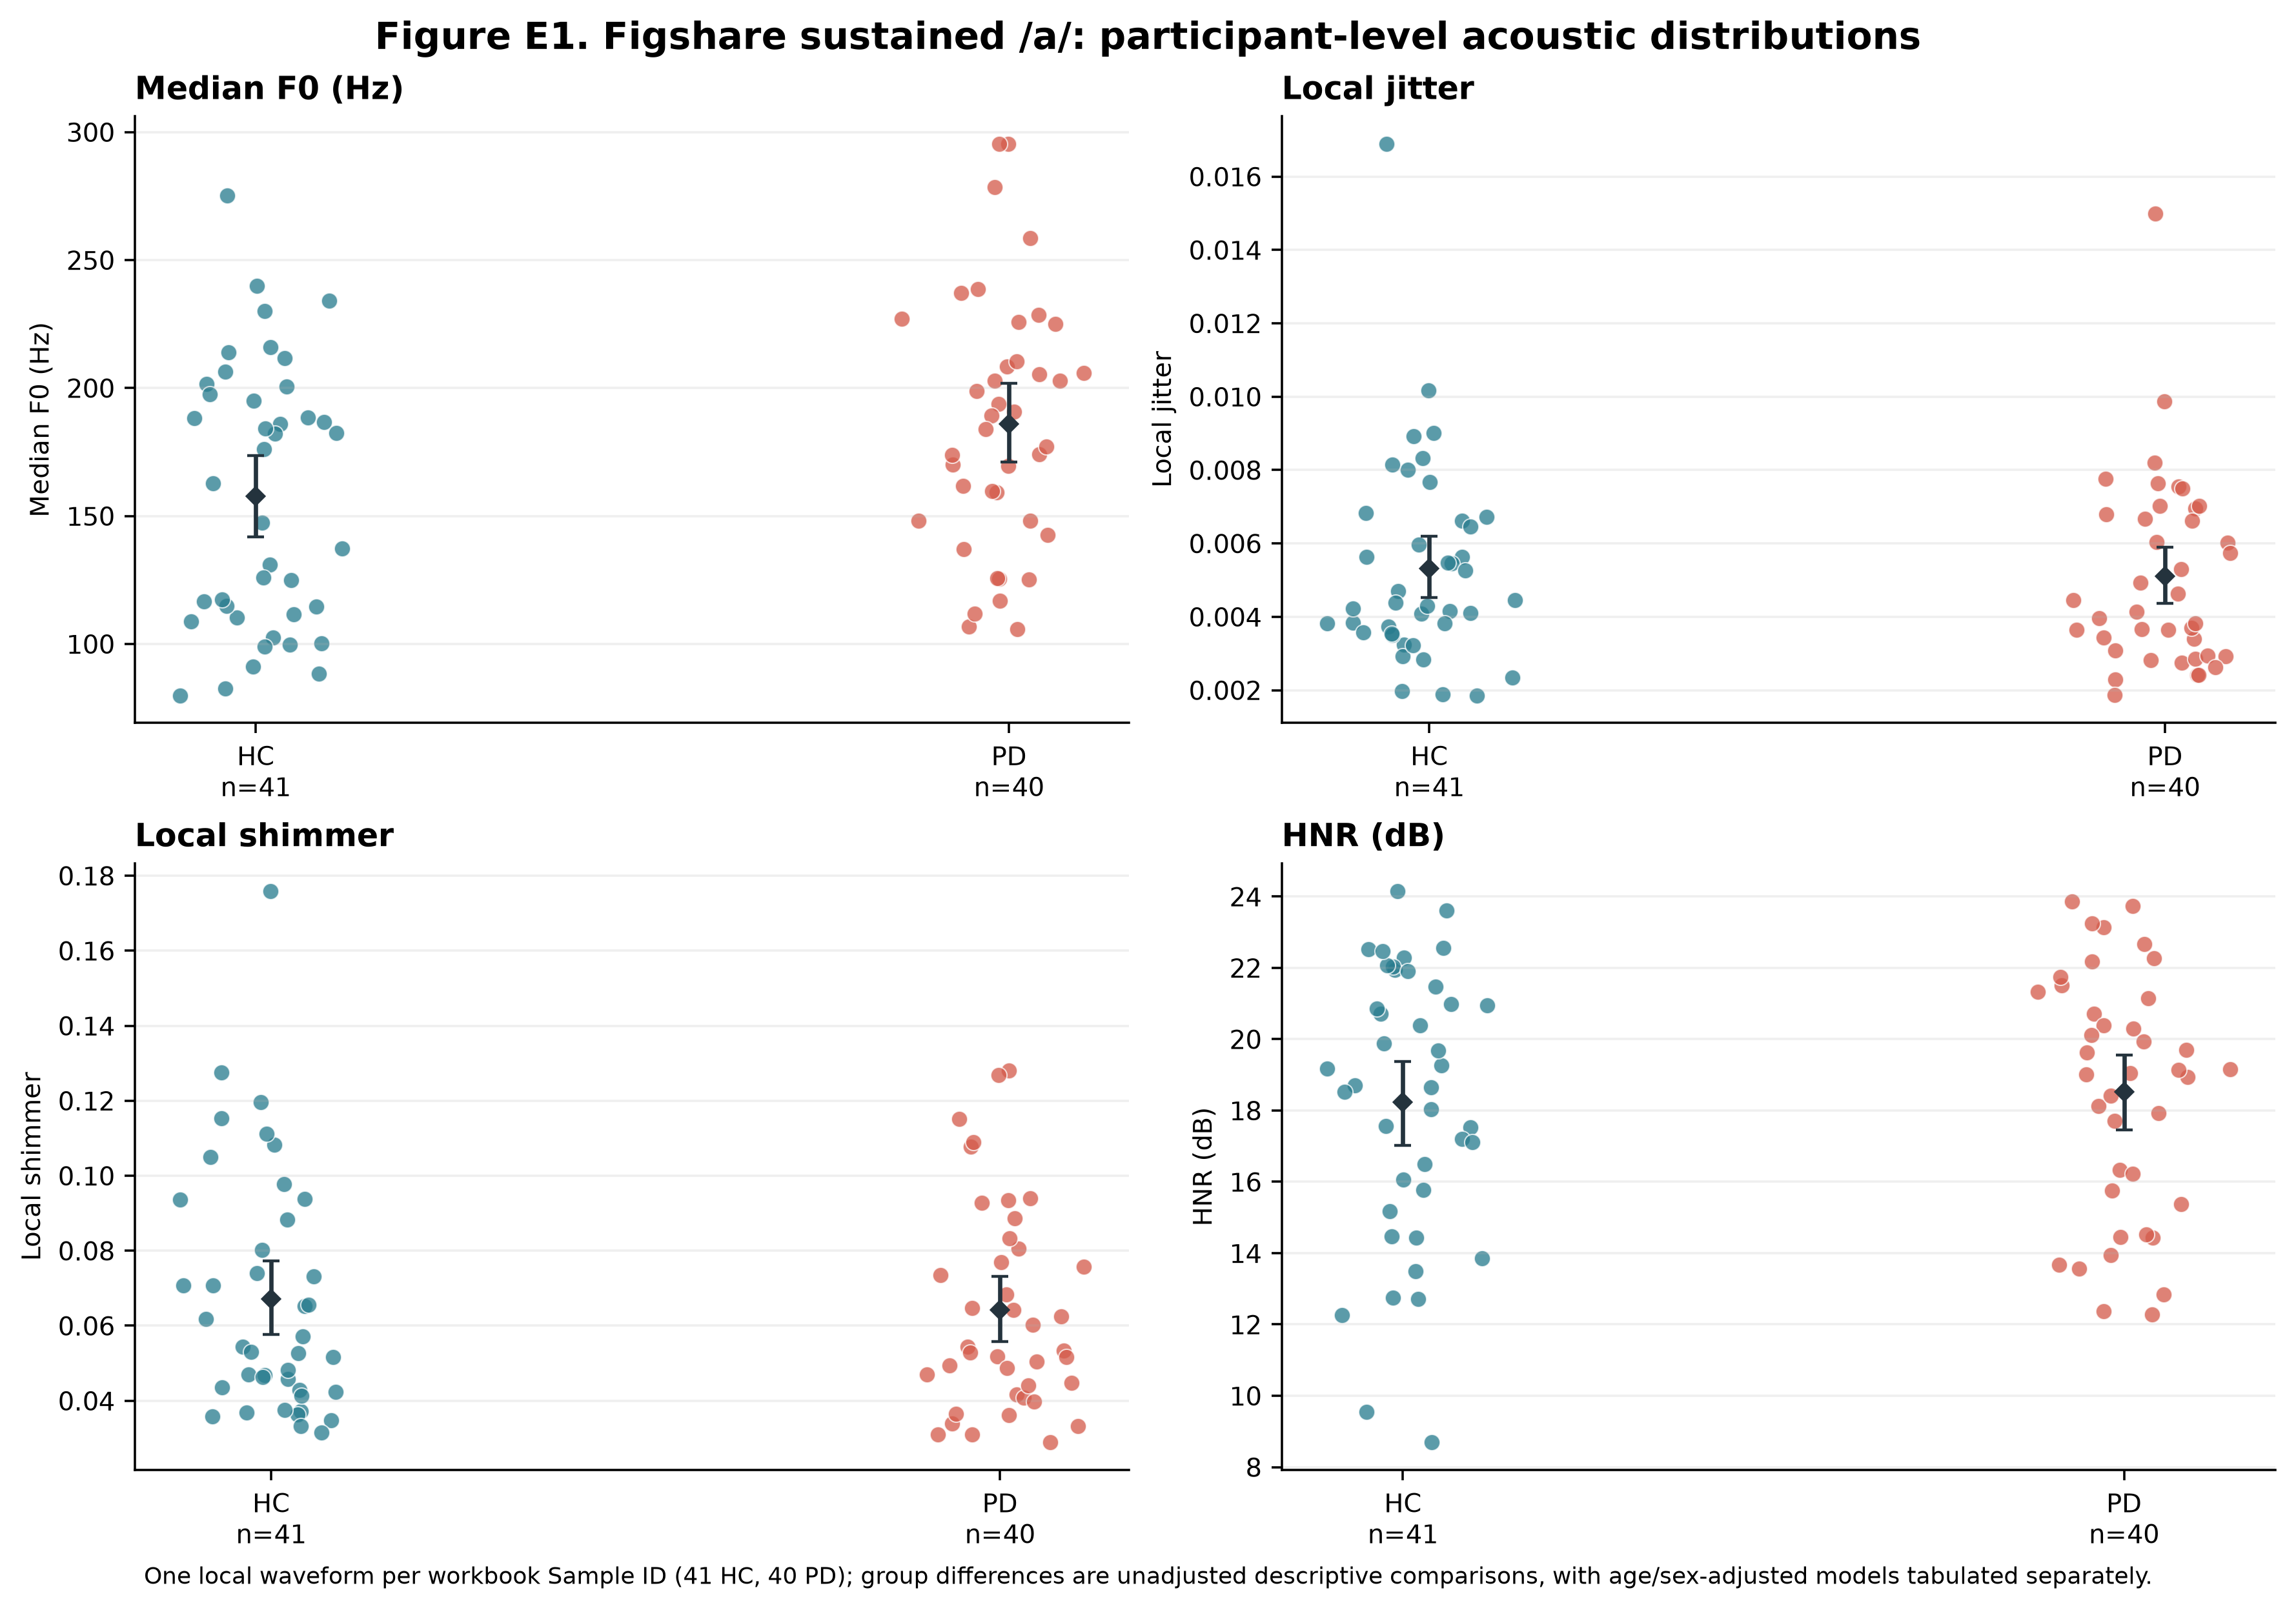 Figure E1. Figshare sustained /a/: participant-level acoustic distributions
Median F0 (Hz)
Median F0 (Hz)
300
250
200
150
100
HC
n=41
PD
n=40
Local jitter
Local jitter
0.016
0.014
0.012
0.010
0.008
0.006
0.004
0.002
HC
n=41
PD
n=40
Local shimmer
Local shimmer
0.18
0.16
0.14
0.12
0.10
0.08
0.06
0.04
HC
n=41
PD
n=40
HNR (dB)
HNR (dB)
24
22
20
18
16
14
12
10
8
HC
n=41
PD
n=40
One local waveform per workbook Sample ID (41 HC, 40 PD); group differences are unadjusted descriptive comparisons, with age/sex-adjusted models tabulated separately.